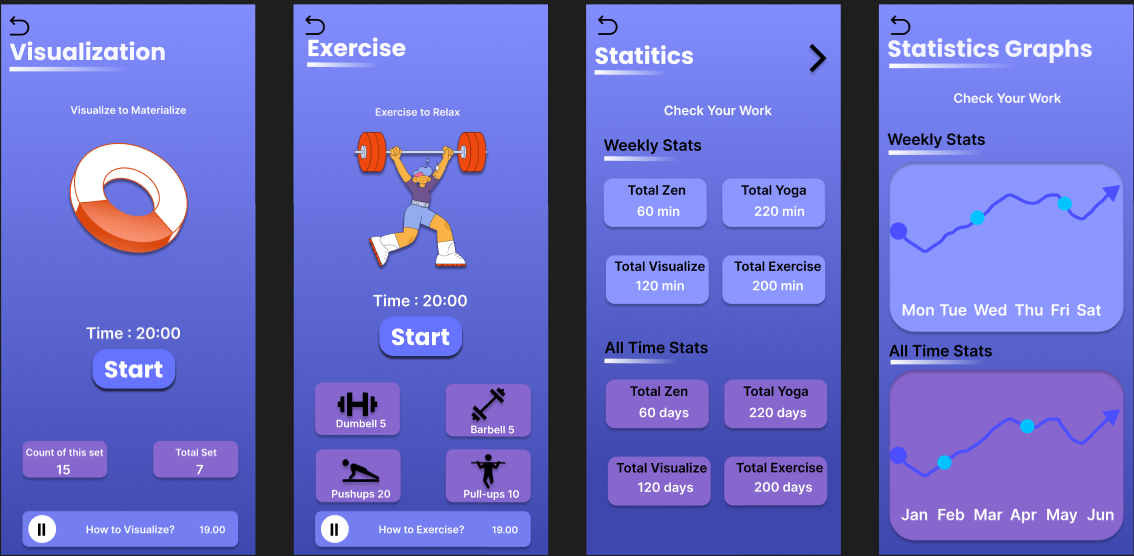 Visualization
Visualize to Materialize
Time : 20:00
Start
Count of this set
15
Total Set
7
How to Visualize?
19.00
Exercise
Exercise to Relax
Time : 20:00
Start
Dumbell 5
Barbell 5
Pushups 20
Pull-ups 10
How to Exercise?
19.00
Statitics
Check Your Work
Weekly Stats
Total Zen
60 min
Total Yoga
220 min
Total Visualize
120 min
Total Exercise
200 min
All Time Stats
Total Zen
60 days
Total Yoga
220 days
Total Visualize
120 days
Total Exercise
200 days
Statistics Graphs
Check Your Work
Weekly Stats
Mon Tue Wed Thu Fri Sat
All Time Stats
Jan Feb Mar Apr May Jun